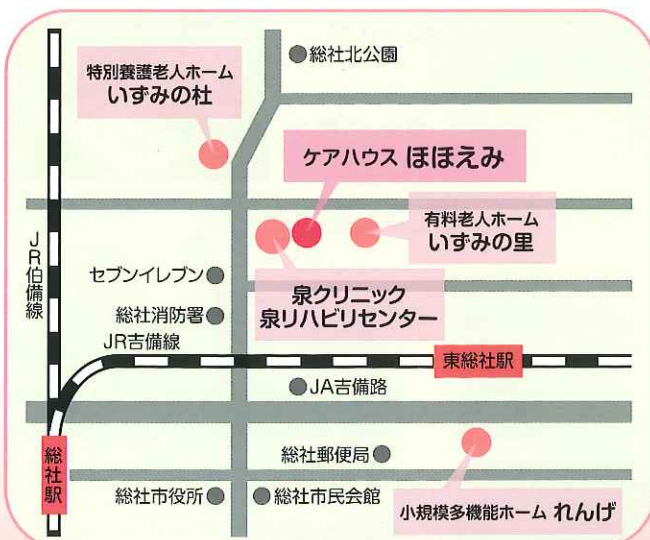 総社北公園
特別養護老人ホーム
いずみの杜
ケアハウス ほほえみ
有料老人ホーム
いずみの里
JR伯備線
セブンイレブン
泉クリニック
泉リハビリセンター
総社消防署
JR吉備線
東総社駅
JA吉備路
総社駅
総社郵便局
総社市役所
総社市民会館
小規模多機能ホーム れんげ